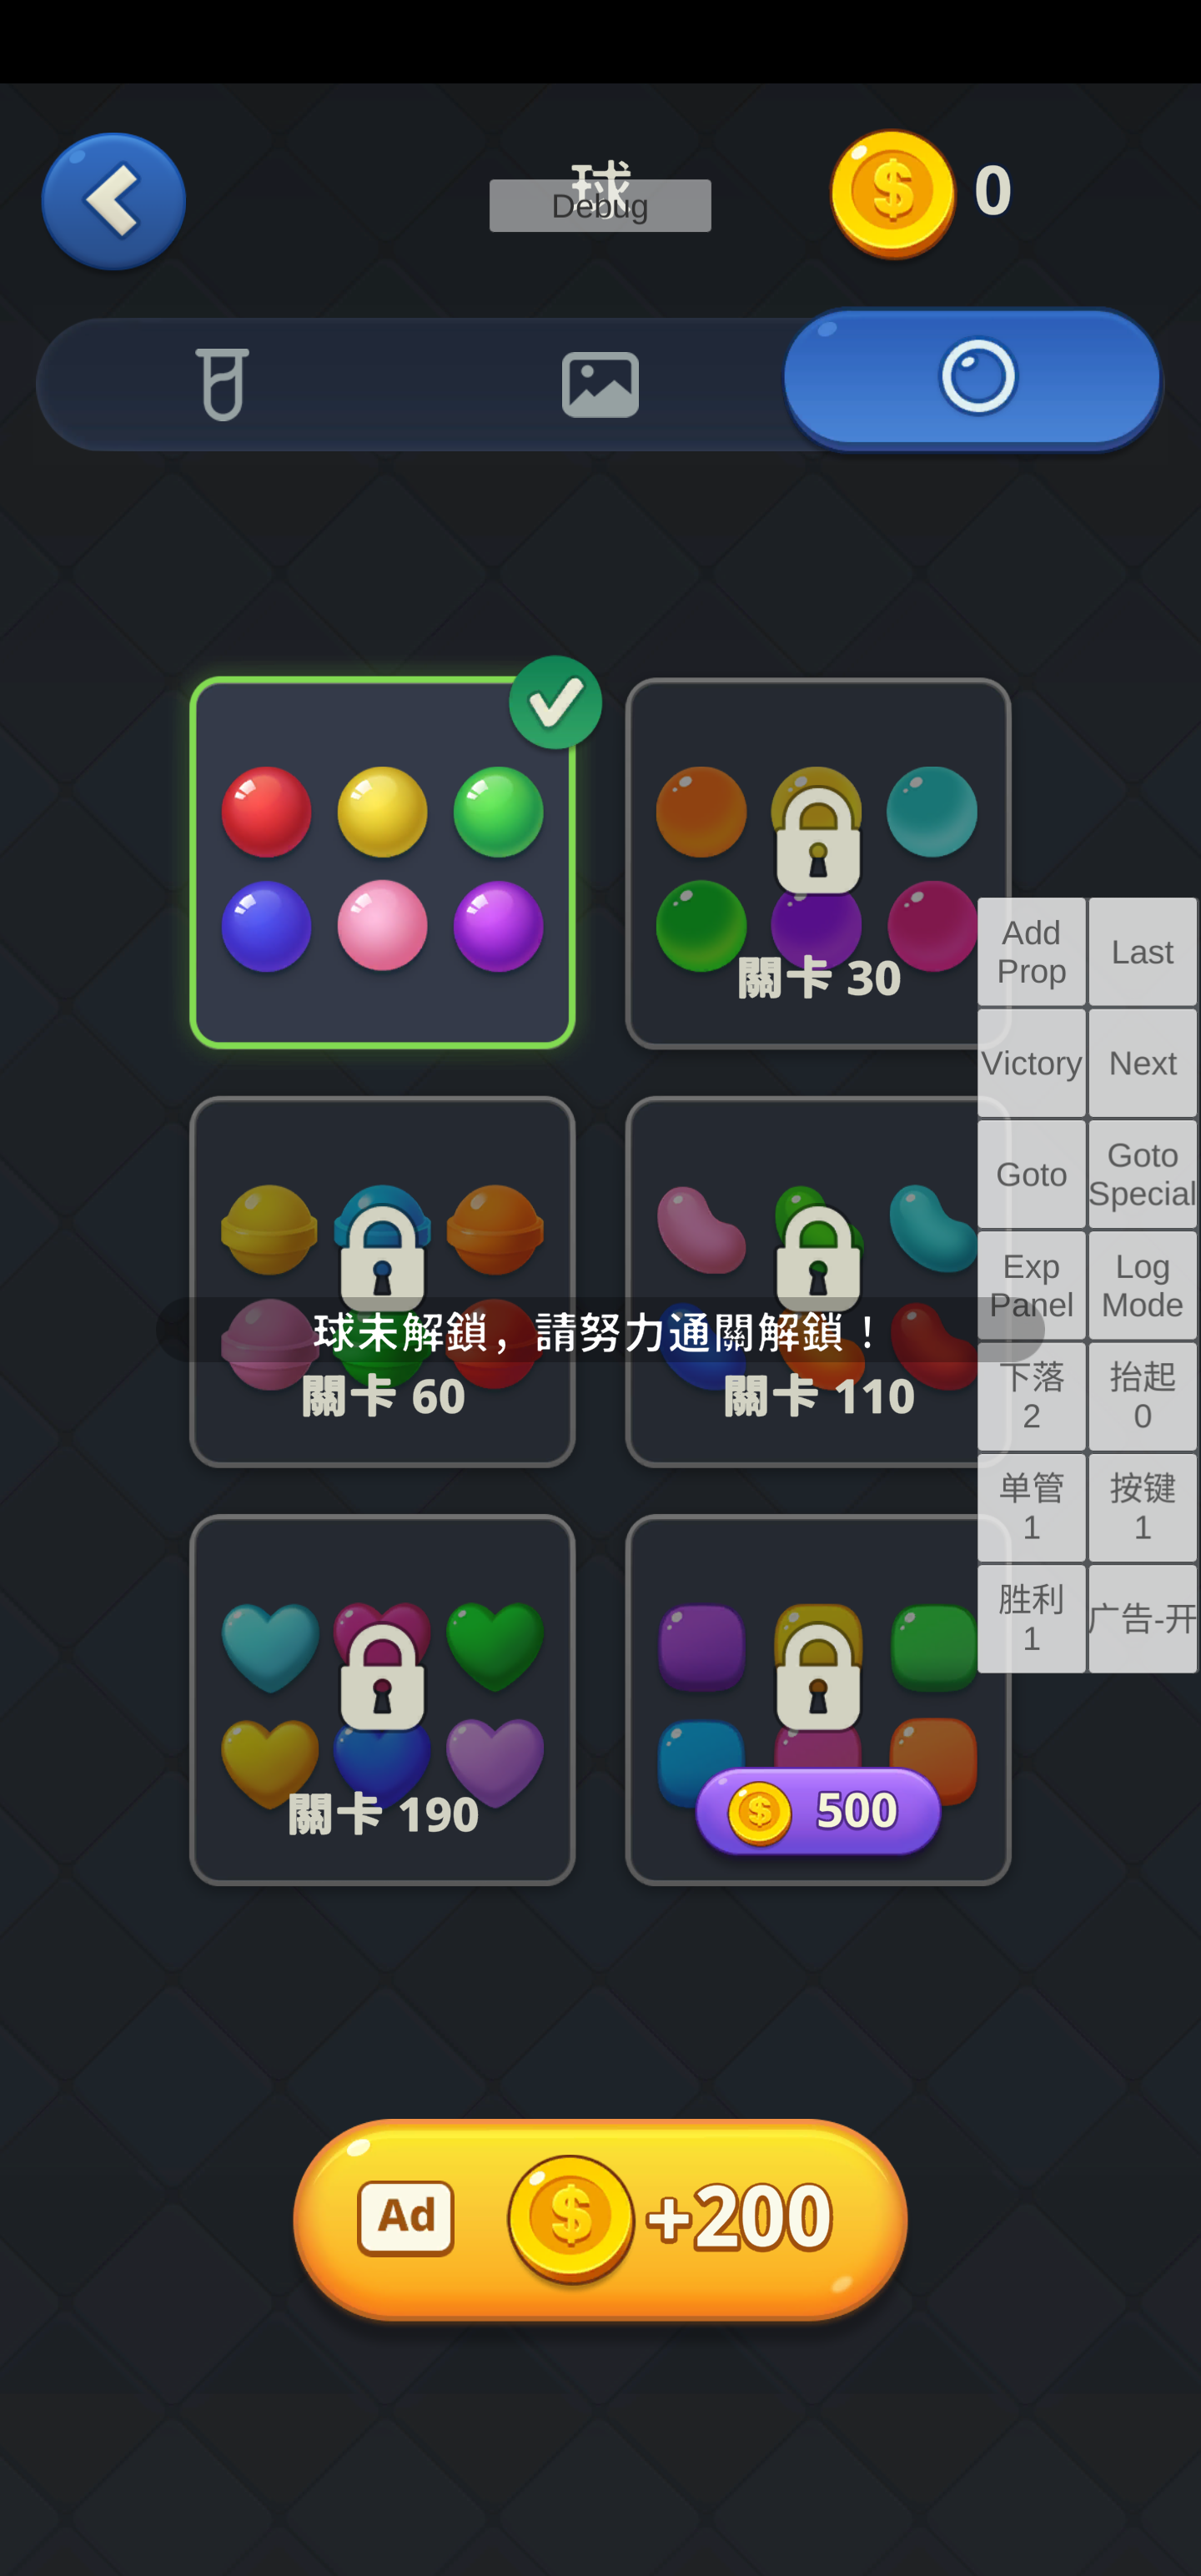 球
Debug
0
關卡 30
Add Prop
Last
Victory
Next
Goto
Goto Special
Exp Panel
Log Mode
球未解鎖，請努力通關解鎖！
關卡 60
關卡 110
下落 2
抬起 0
单管 1
按键 1
胜利 1
广告-开
關卡 190
500
Ad
+200